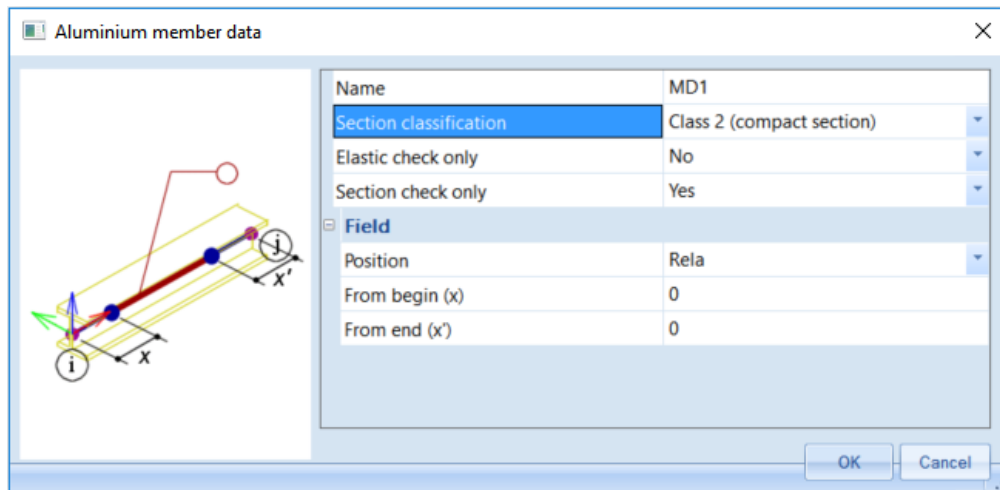 Aluminium member data
Name MD1
Section classification Class 2 (compact section)
Elastic check only No
Section check only Yes
Field
Position Rela
From begin (x) 0
From end (x') 0
j
x'
x
i
OK Cancel